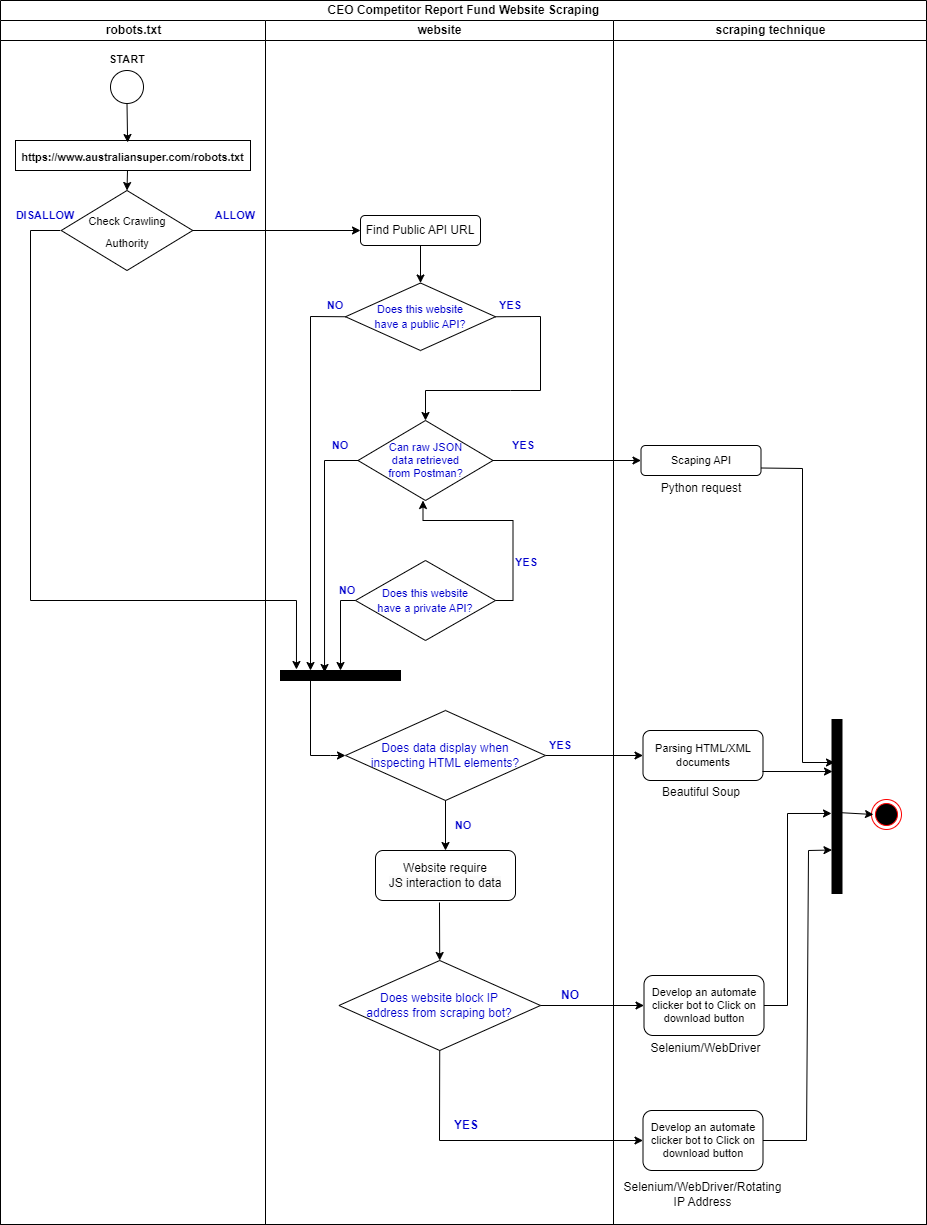 CEO Competitor Report Fund Website Scraping
robots.txt
website
scraping technique
START
https://www.australiansuper.com/robots.txt
DISALLOW
ALLOW
Check Crawling
Authority
Find Public API URL
NO
YES
Does this website
have a public API?
NO
YES
Can raw JSON
data retrieved
from Postman?
Scaping API
Python request
YES
NO
Does this website
have a private API?
Does data display when
inspecting HTML elements?
YES
Parsing HTML/XML
documents
Beautiful Soup
NO
Website require
JS interaction to data
Does website block IP
address from scraping bot?
NO
Develop an automate
clicker bot to Click on
download button
Selenium/WebDriver
YES
Develop an automate
clicker bot to Click on
download button
Selenium/WebDriver/Rotating
IP Address